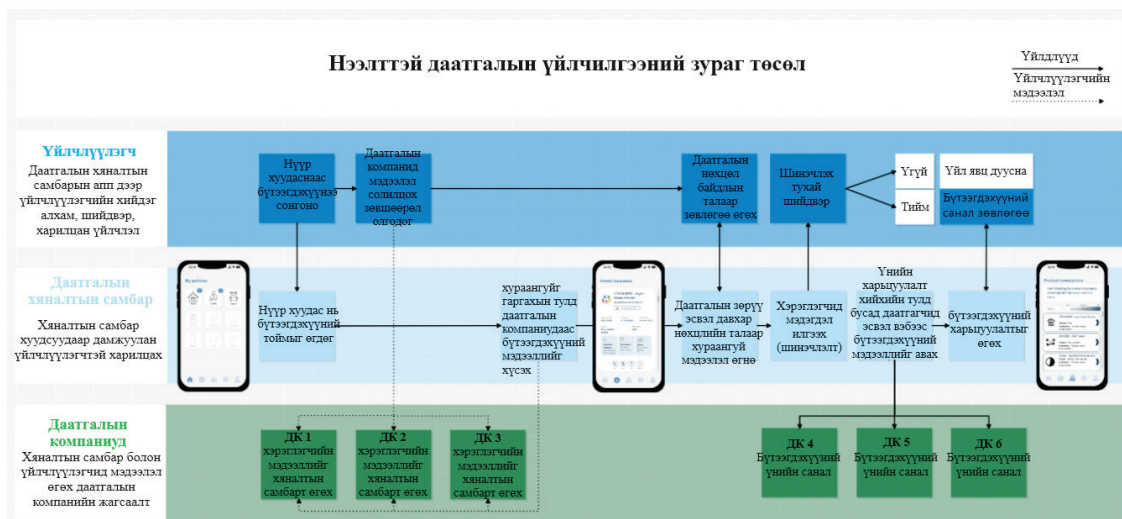 Нээлттэй даатгалын үйлчилгээний зураг төсөл
Үйлдлүүд
Үйлчлүүлэгчийн
мэдээлэл
Үйлчлүүлэгч
Даатгалын хяналтын
самбарын апп дээр
үйлчлүүлэгчийн хийдэг
алхам, шийдвэр,
харилцан үйлчлэл
Нүүр
хуудаснаас
бүтээгдэхүүнээ
сонгоно
Даатгалын
компанид
мэдээлэл
солилцох
зөвшөөрөл
олгодог
Даатгалын
нөхцөл
байдлын
талаар
зөвлөгөө өгөх
Шинэчлэх
тухай
шийдвэр
Үгүй
Тийм
Үйл явц дуусна
Бүтээгдэхүүний
санал зөвлөгөө
Даатгалын
хяналтын самбар
Хяналтын самбар
хуудсуудаар дамжуулан
үйлчлүүлэгчтэй харилцах
My policies
Нүүр хуудас нь
бүтээгдэхүүний
тоймыг өгдөг
хураангуйг
гаргахын тулд
даатгалын
компаниудаас
бүтээгдэхүүний
мэдээллийг
хүсэх
Даатгалын зөрүү
эсвэл давхар
нөхцлийн талаар
хураангуй
мэдээлэл өгнө
Хэрэглэгчид
мэдэгдэл
илгээх
(шинэчлэлт)
Үнийн
харьцуулалт
хийхийн тулд
бусад даатгагчид
эсвэл вэбээс
бүтээгдэхүүний
мэдээллийг авах
бүтээгдэхүүний
харьцуулалтыг
өгөх
Даатгалын
компаниуд
Хяналтын самбар болон
үйлчлүүлэгчид мэдээлэл
өгөх даатгалын
компанийн жагсаалт
ДК 1
хэрэглэгчийн
мэдээллийг
хяналтын
самбарт өгөх
ДК 2
хэрэглэгчийн
мэдээллийг
хяналтын
самбарт өгөх
ДК 3
хэрэглэгчийн
мэдээллийг
хяналтын
самбарт өгөх
ДК 4
Бүтээгдэхүүний
үнийн санал
ДК 5
Бүтээгдэхүүний
үнийн санал
ДК 6
Бүтээгдэхүүний
үнийн санал